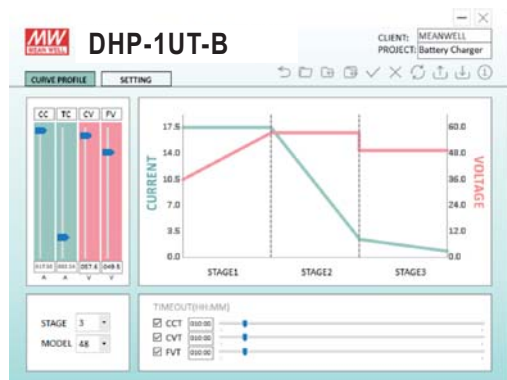 MW
MEAN WELL
DHP-1UT-B
CLIENT: MEANWELL
PROJECT: Battery Charger
CURVE PROFILE
SETTING
CC TC CV FV
A A V V
CURRENT
17.5
14.0
10.5
7.0
3.5
0.0
60.0
48.0
36.0
24.0
12.0
0.0
VOLTAGE
STAGE1 STAGE2 STAGE3
STAGE 3
MODEL 48
TIMEOUT(HH:MM)
CCT 010:00
CVT 010:00
FVT 010:00